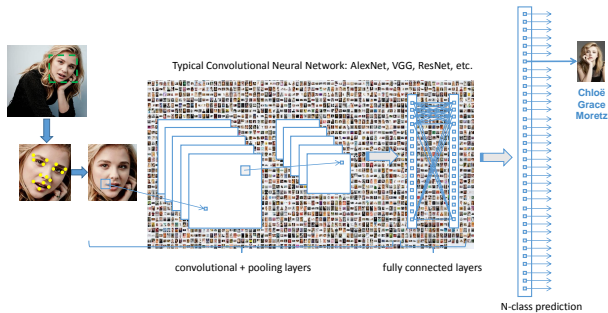 Typical Convolutional Neural Network: AlexNet, VGG, ResNet, etc.
Chloë
Grace
Moretz
convolutional + pooling layers
fully connected layers
N-class prediction